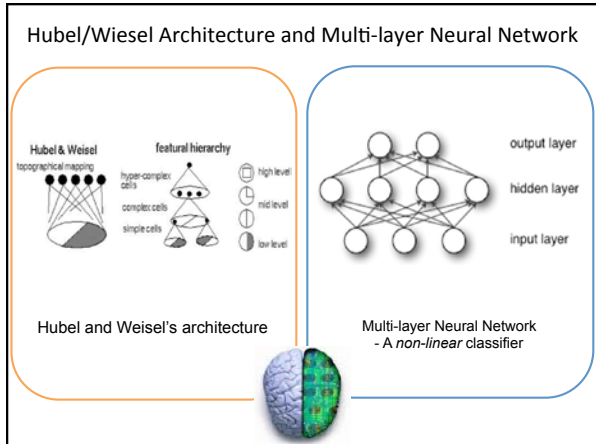 Hubel/Wiesel Architecture and Multi-layer Neural Network
Hubel & Weisel
topographical mapping
featural hierarchy
hyper-complex
cells
complex cells
simple cells
high level
mid level
low level
Hubel and Weisel's architecture
output layer
hidden layer
input layer
Multi-layer Neural Network
- A non-linear classifier